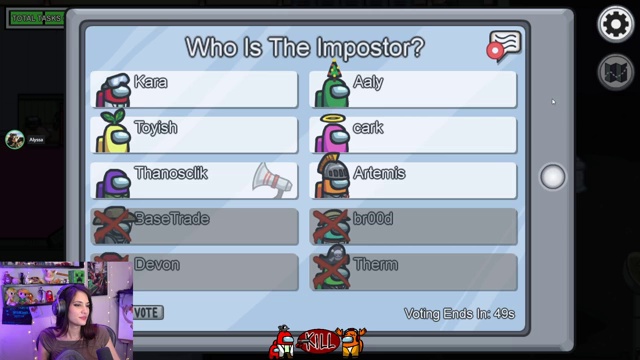 TOTAL TASKS
Who Is The Impostor?
Kara
Aaly
Toyish
cark
Alyssa
Thanosclik
Artemis
BaseTrade
br00d
Devon
Therm
VOTE
Voting Ends In: 49s
KILL